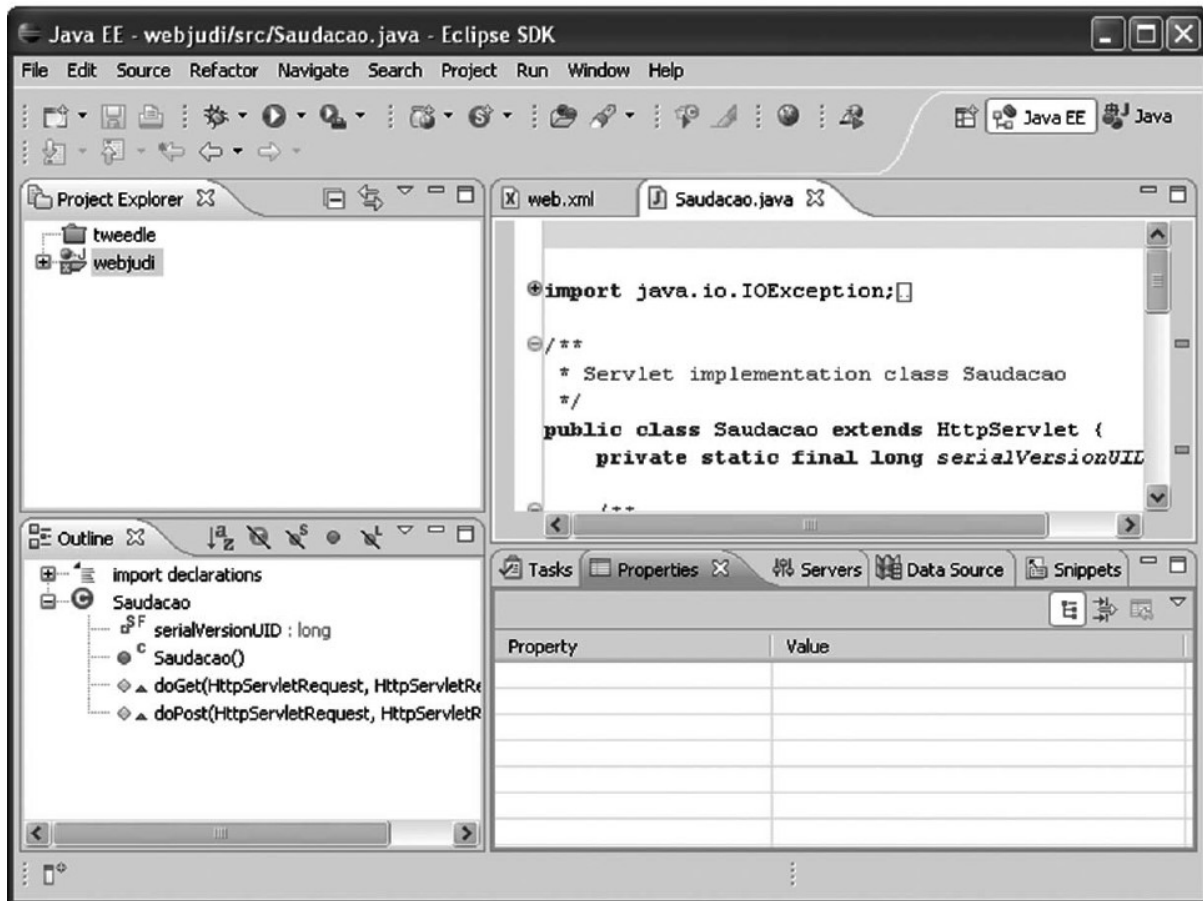 Java EE - webjudi/src/Saudacao.java - Eclipse SDK
File Edit Source Refactor Navigate Search Project Run Window Help
Java EE Java
Project Explorer
tweedle
webjudi
web.xml Saudacao.java
import java.io.IOException;
/**
* Servlet implementation class Saudacao
*/
public class Saudacao extends HttpServlet {
private static final long serialVersionUID
/**
Outline
import declarations
Saudacao
serialVersionUID : long
Saudacao()
doGet(HttpServletRequest, HttpServletRe
doPost(HttpServletRequest, HttpServletR
Tasks Properties Servers Data Source Snippets
Property Value